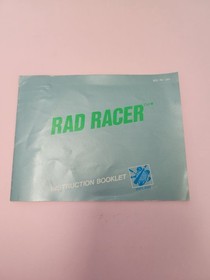 RAD RACER
INSTRUCTION BOOKLET